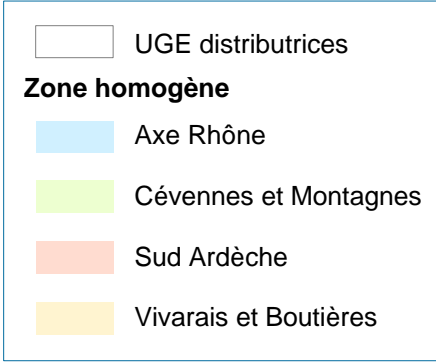 UGE distributrices
Zone homogène
Axe Rhône
Cévennes et Montagnes
Sud Ardèche
Vivarais et Boutières